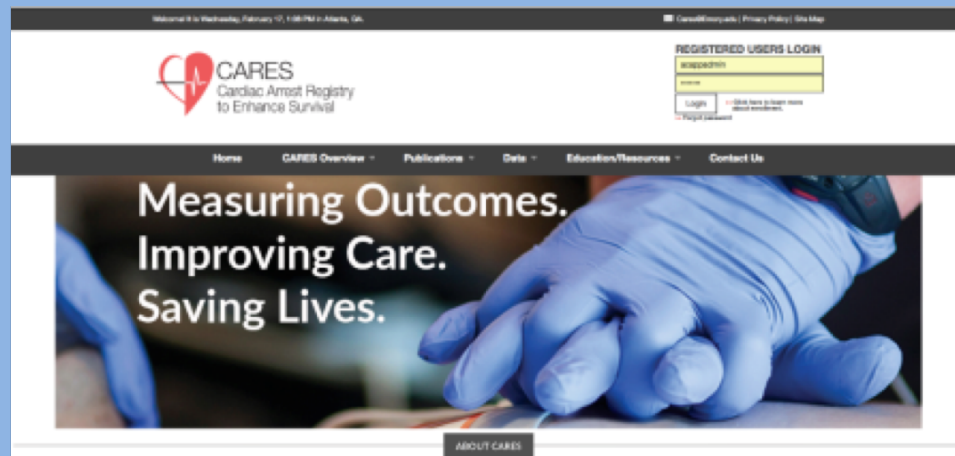 Welcome! It is Wednesday, February 17, 1:08 PM in Atlanta, GA.
Cares@Emory.edu | Privacy Policy | Site Map
CARES
Cardiac Arrest Registry
to Enhance Survival
REGISTERED USERS LOGIN
Login
Click here to learn more
about enrollment.
Forgot password
Home CARES Overview Publications Data Education/Resources Contact Us
Measuring Outcomes.
Improving Care.
Saving Lives.
ABOUT CARES